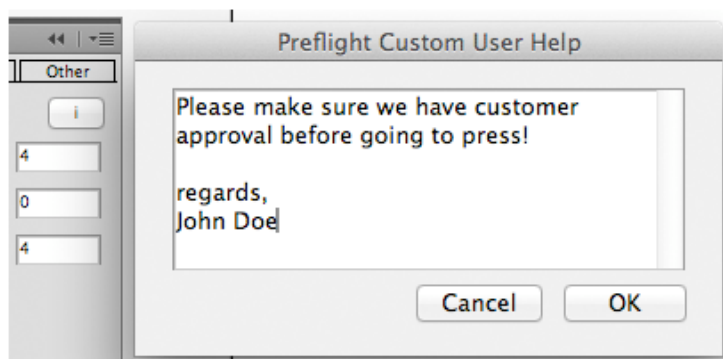 Other
i
4
0
4
Preflight Custom User Help
Please make sure we have customer
approval before going to press!
regards,
John Doe
Cancel
OK